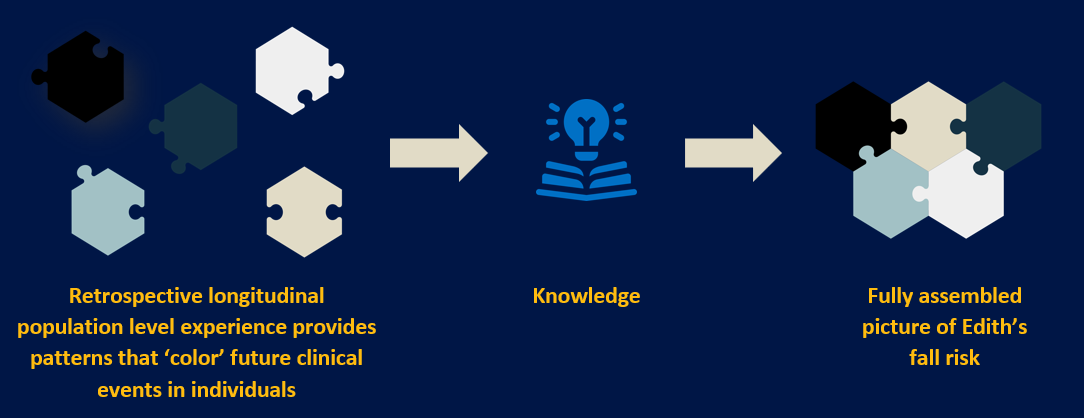 Retrospective longitudinal
population level experience provides
patterns that ‘color’ future clinical
events in individuals
Knowledge
Fully assembled
picture of Edith’s
fall risk